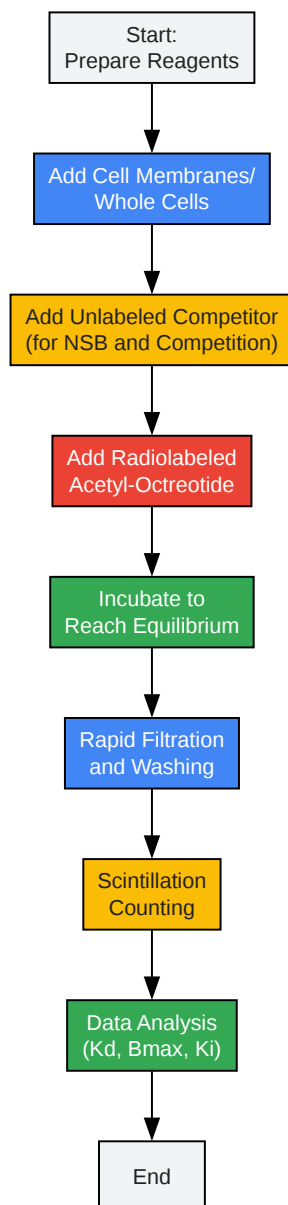 Start:
Prepare Reagents
Add Cell Membranes/
Whole Cells
Add Unlabeled Competitor
(for NSB and Competition)
Add Radiolabeled
Acetyl-Octreotide
Incubate to
Reach Equilibrium
Rapid Filtration
and Washing
Scintillation
Counting
Data Analysis
(Kd, Bmax, Ki)
End